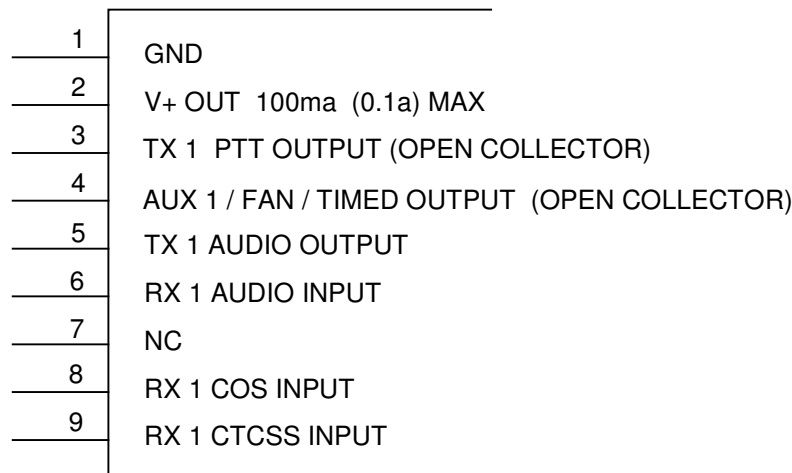 1 GND
2 V+ OUT 100ma (0.1a) MAX
3 TX 1 PTT OUTPUT (OPEN COLLECTOR)
4 AUX 1 / FAN / TIMED OUTPUT (OPEN COLLECTOR)
5 TX 1 AUDIO OUTPUT
6 RX 1 AUDIO INPUT
7 NC
8 RX 1 COS INPUT
9 RX 1 CTCSS INPUT